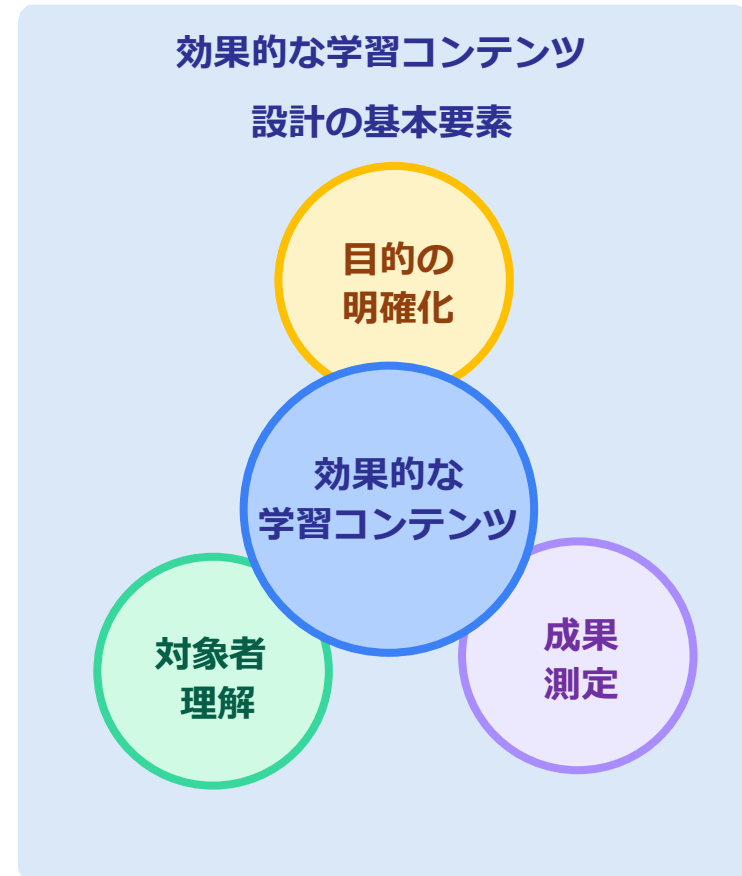 効果的な学習コンテンツ
設計の基本要素
目的の
明確化
効果的な
学習コンテンツ
対象者
理解
成果
測定